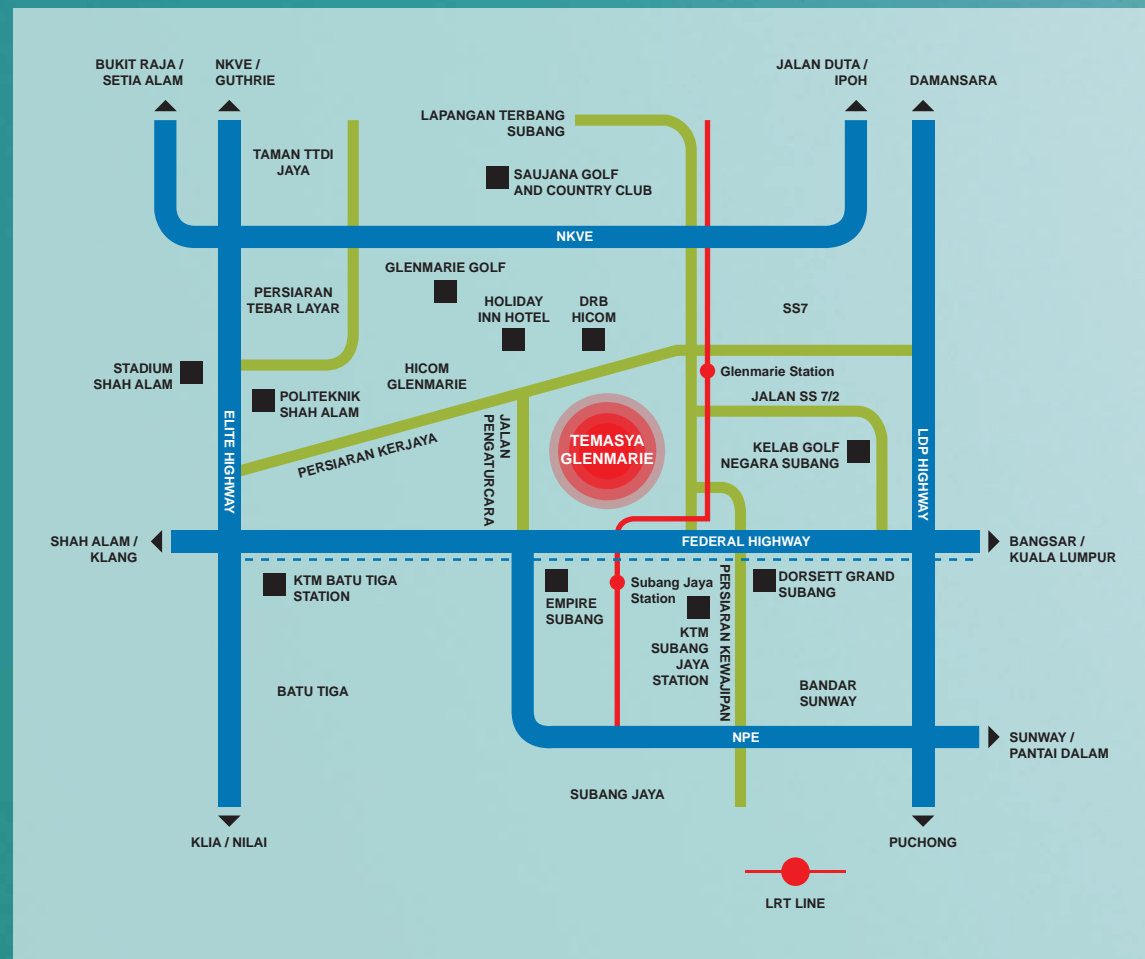 BUKIT RAJA /
SETIA ALAM
NKVE /
GUTHRIE
JALAN DUTA /
IPOH
DAMANSARA
LAPANGAN TERBANG
SUBANG
TAMAN TTDI
JAYA
SAUJANA GOLF
AND COUNTRY CLUB
NKVE
GLENMARIE GOLF
PERSIARAN
TEBAR LAYAR
HOLIDAY
INN HOTEL
DRB
HICOM
SS7
STADIUM
SHAH ALAM
HICOM
GLENMARIE
Glenmarie Station
POLITEKNIK
SHAH ALAM
JALAN SS 7/2
ELITE HIGHWAY
PERSIARAN KERJAYA
JALAN
PENGATURCARA
TEMASYA
GLENMARIE
KELAB GOLF
NEGARA SUBANG
LDP HIGHWAY
SHAH ALAM /
KLANG
FEDERAL HIGHWAY
BANGSAR /
KUALA LUMPUR
KTM BATU TIGA
STATION
EMPIRE
SUBANG
Subang Jaya
Station
KTM
SUBANG
JAYA
STATION
PERSIARAN KEWAJIPAN
DORSETT GRAND
SUBANG
BATU TIGA
BANDAR
SUNWAY
NPE
SUNWAY /
PANTAI DALAM
SUBANG JAYA
KLIA / NILAI
PUCHONG
LRT LINE